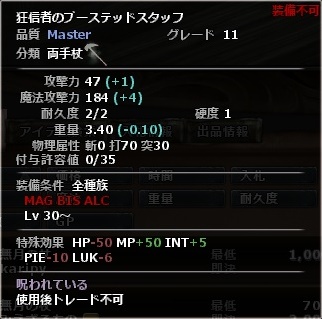 狂信者のブーステッドスタッフ
装備不可
品質 Master グレード 11
分類 両手杖
攻撃力 47 (+1)
魔法攻撃力 184 (+4)
耐久度 2/2 硬度 1
重量 3.40 (-0.10)
物理属性 斬0 打70 突30
付与許容値 0/35
装備条件 全種族
MAG BIS ALC
Lv 30～
特殊効果 HP-50 MP+50 INT+5
PIE-10 LUK-6
呪われている
使用後トレード不可